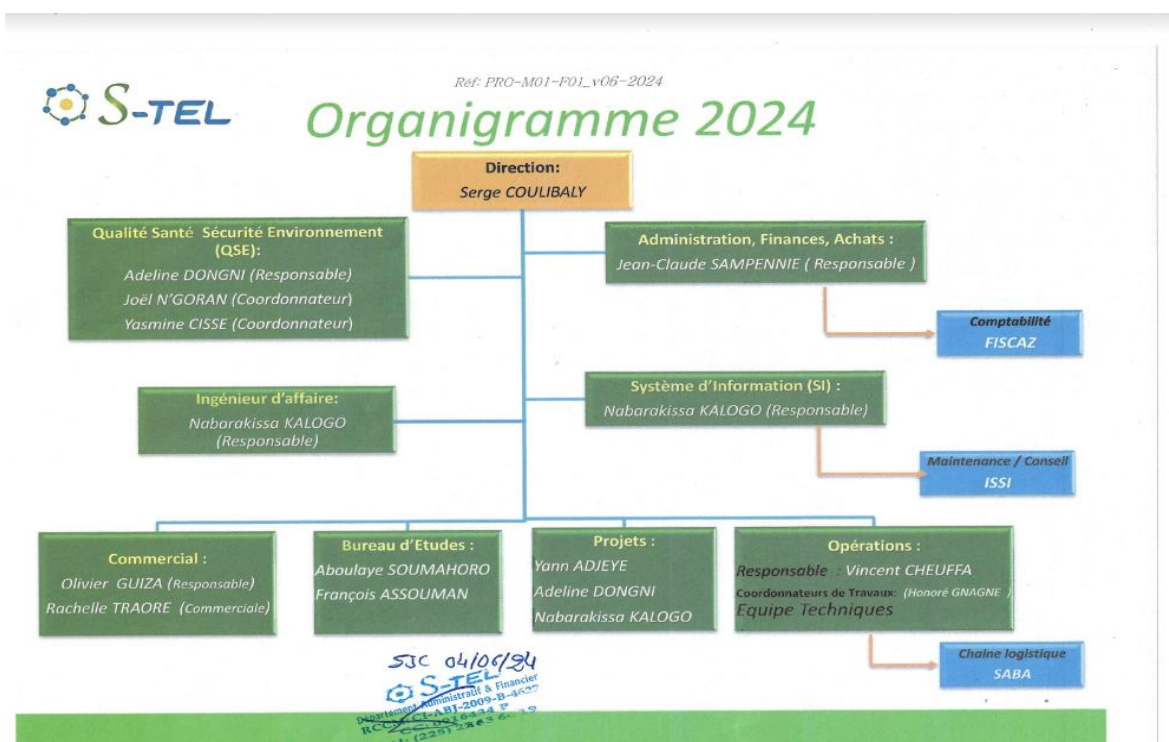 Réf: PRO-M01-F01_v06-2024
S-TEL
Organigramme 2024
Direction:
Serge COULIBALY
Qualité Santé Sécurité Environnement
(QSE):
Adeline DONGNI (Responsable)
Joël N'GORAN (Coordonnateur)
Yasmine CISSE (Coordonnateur)
Administration, Finances, Achats :
Jean-Claude SAMPENNIE ( Responsable )
Comptabilité
FISCAZ
Ingénieur d'affaire:
Nabarakissa KALOGO
(Responsable)
Système d'Information (SI) :
Nabarakissa KALOGO (Responsable)
Maintenance / Conseil
ISSI
Commercial :
Olivier GUIZA (Responsable)
Rachelle TRAORE (Commerciale)
Bureau d'Etudes :
Aboulaye SOUMAHORO
François ASSOUMAN
Projets :
Yann ADJEYE
Adeline DONGNI
Nabarakissa KALOGO
Opérations :
Responsable : Vincent CHEUFFA
Coordonnateurs de Travaux: (Honoré GNAGNE )
Equipe Techniques
Chaine logistique
SABA
SJC 04/06/24
S-TEL
Département Administratif & Financier